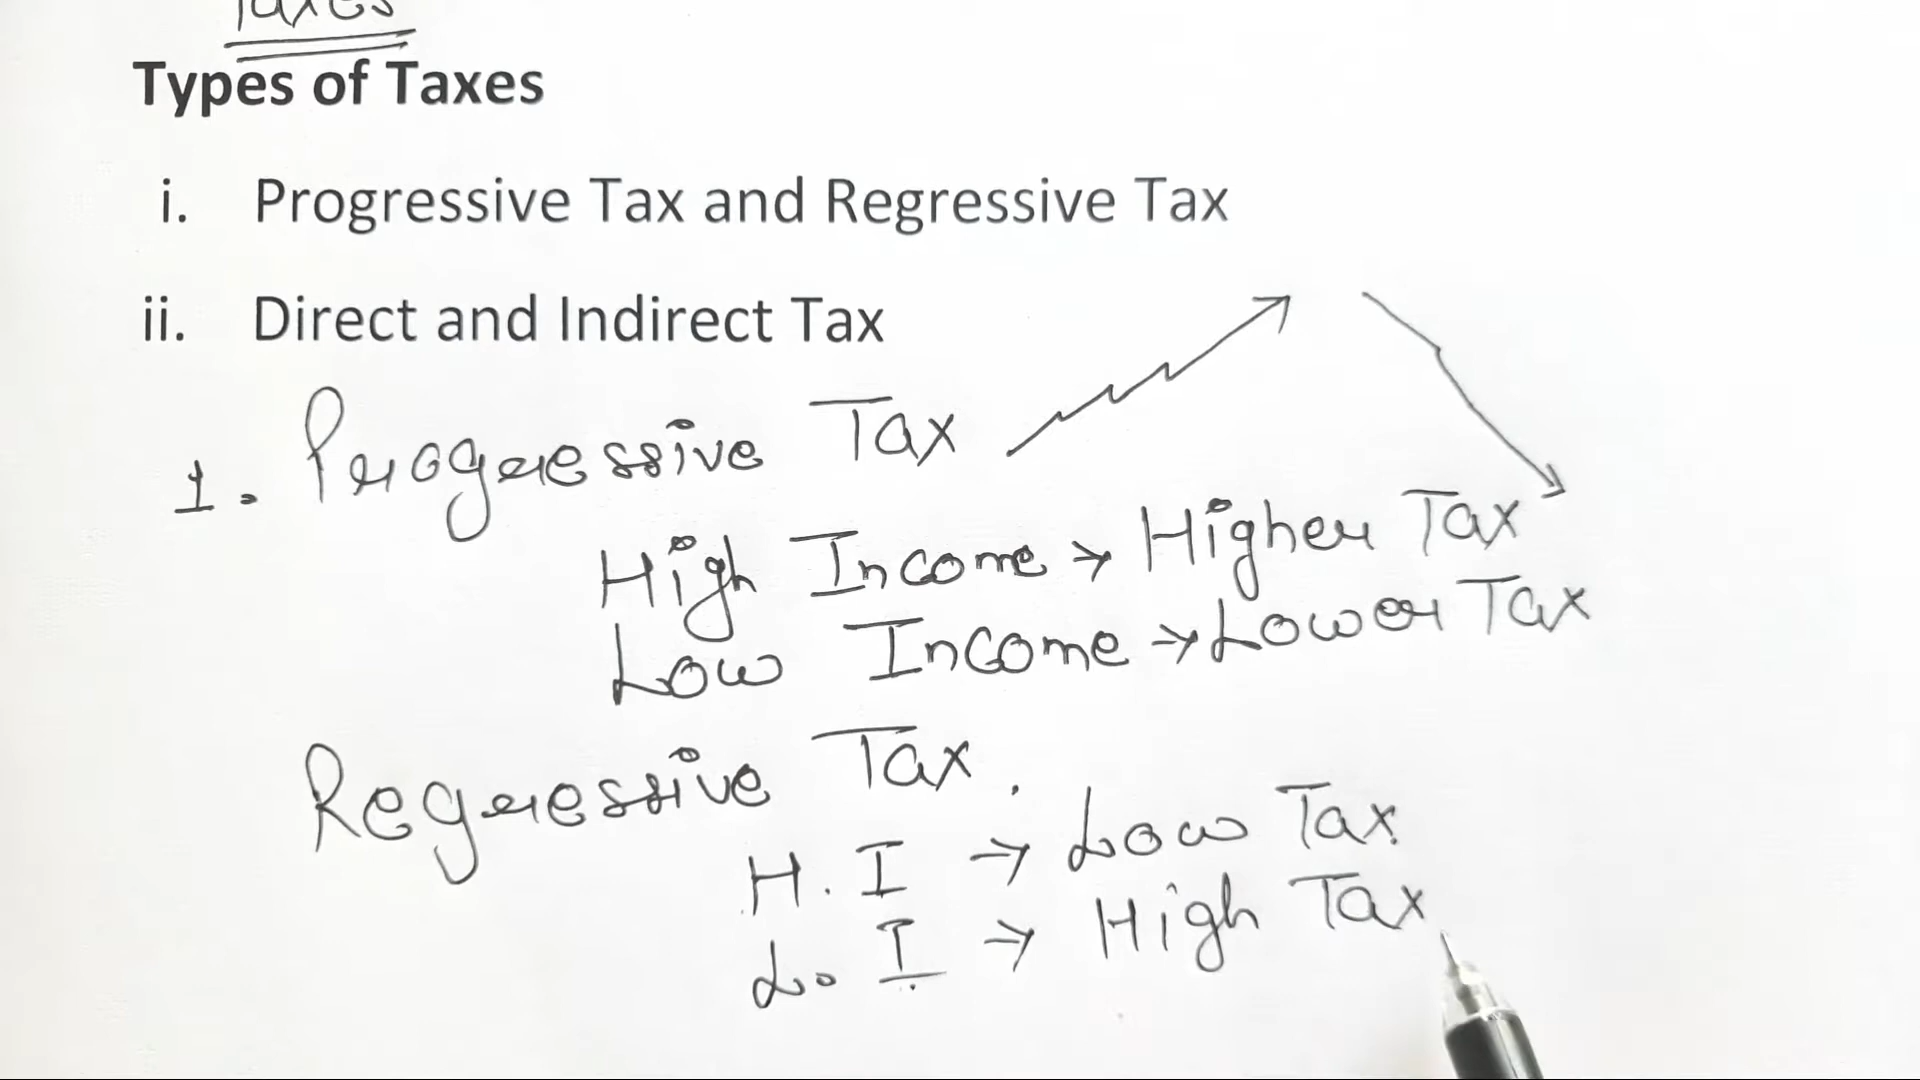 Taxes
Types of Taxes
i. Progressive Tax and Regressive Tax
ii. Direct and Indirect Tax
1. Progressive Tax
High Income → Higher Tax
Low Income → Lower Tax
Regressive Tax.
H. I → Low Tax
L. I → High Tax